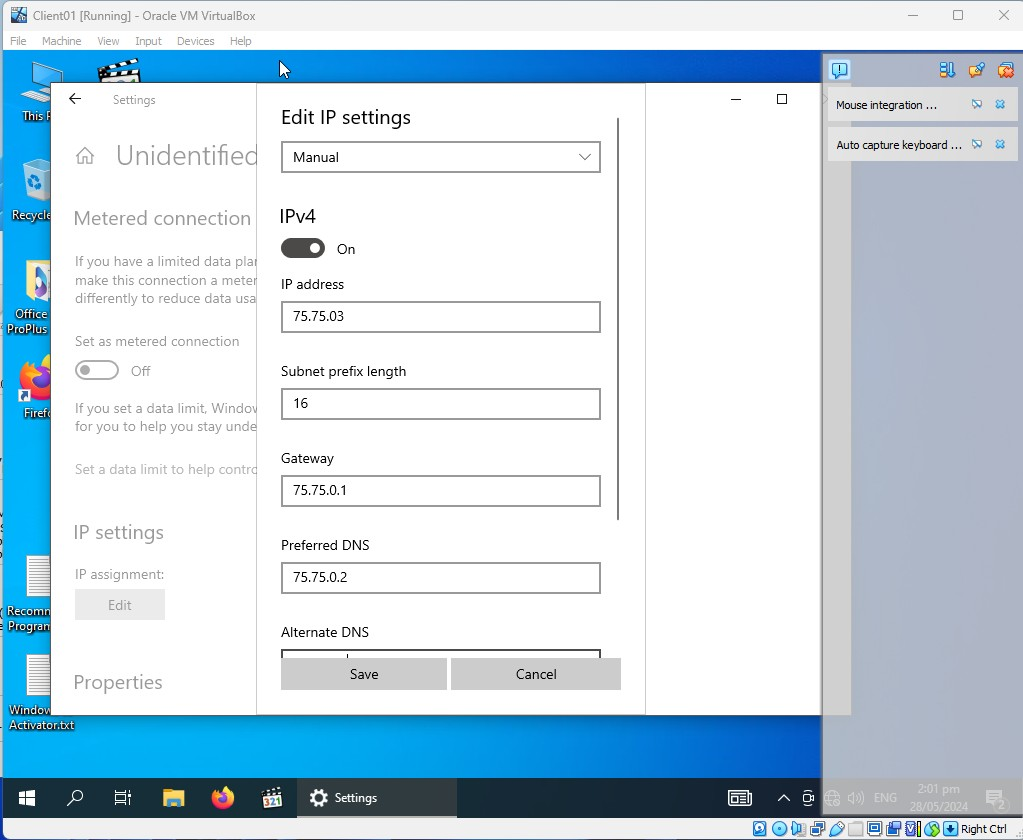 Client01 [Running] - Oracle VM VirtualBox
File Machine View Input Devices Help
This P
Recycle
Office
ProPlus
Firefo
Recomn
Program
Window
Activator.txt
Settings
Unidentified
Metered connection
If you have a limited data plan
make this connection a meter
differently to reduce data usa
Set as metered connection
Off
If you set a data limit, Window
for you to help you stay unde
Set a data limit to help contro
IP settings
IP assignment:
Edit
Properties
Edit IP settings
Manual
IPv4
On
IP address
75.75.03
Subnet prefix length
16
Gateway
75.75.0.1
Preferred DNS
75.75.0.2
Alternate DNS
Save Cancel
Mouse integration ...
Auto capture keyboard ...
321
Settings
ENG
2:01 pm
28/05/2024
2
Right Ctrl